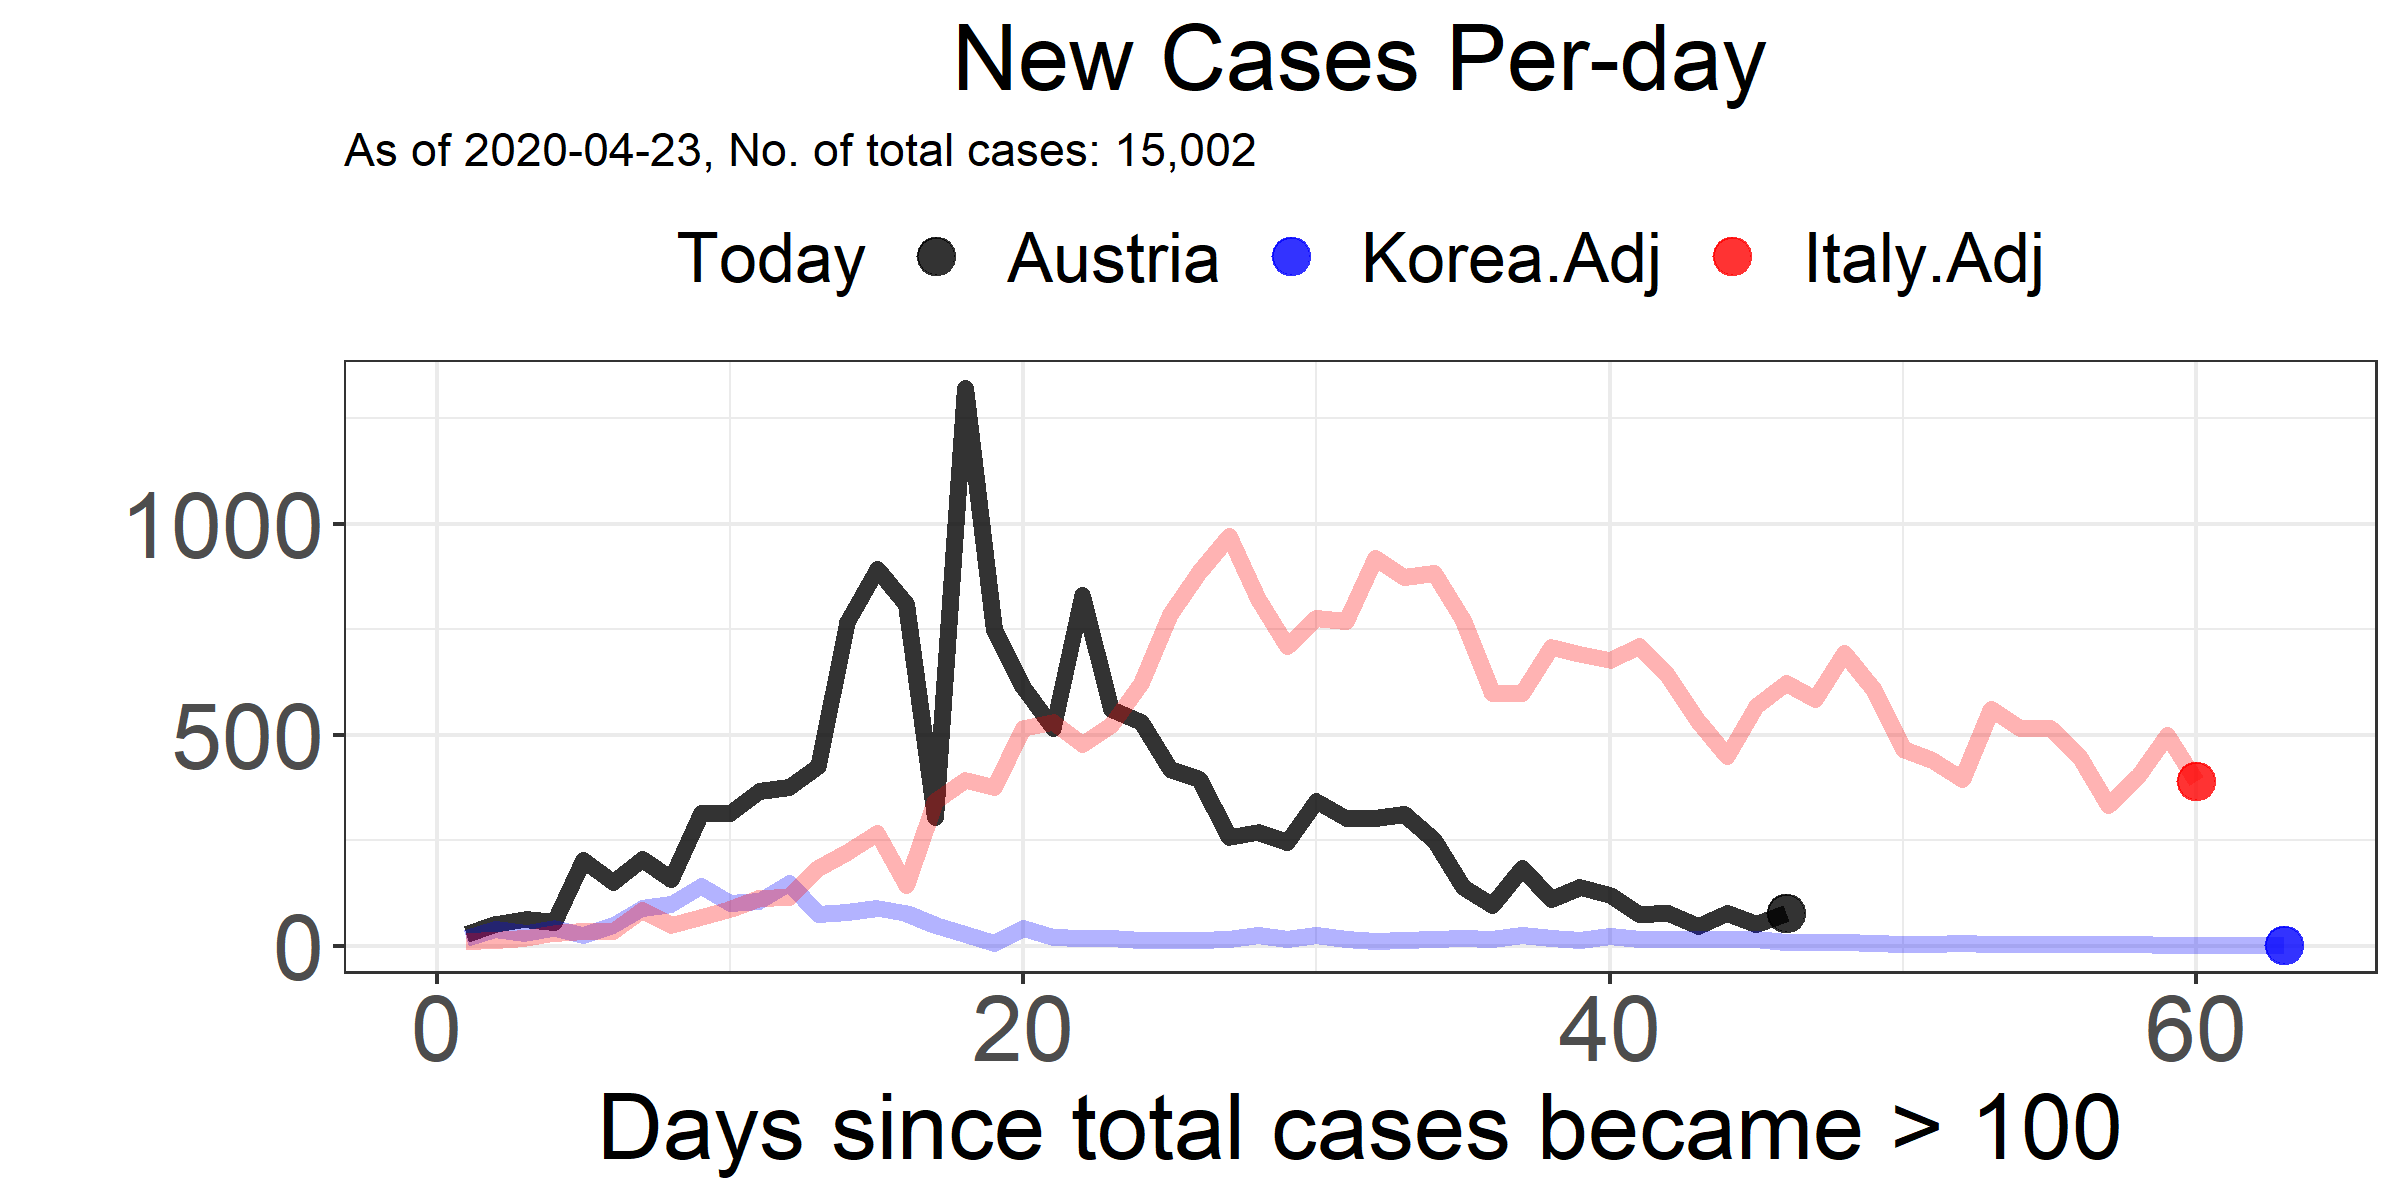 New Cases Per-day
As of 2020-04-23, No. of total cases: 15,002
Today Austria Korea.Adj Italy.Adj
1000
500
0
0 20 40 60
Days since total cases became > 100